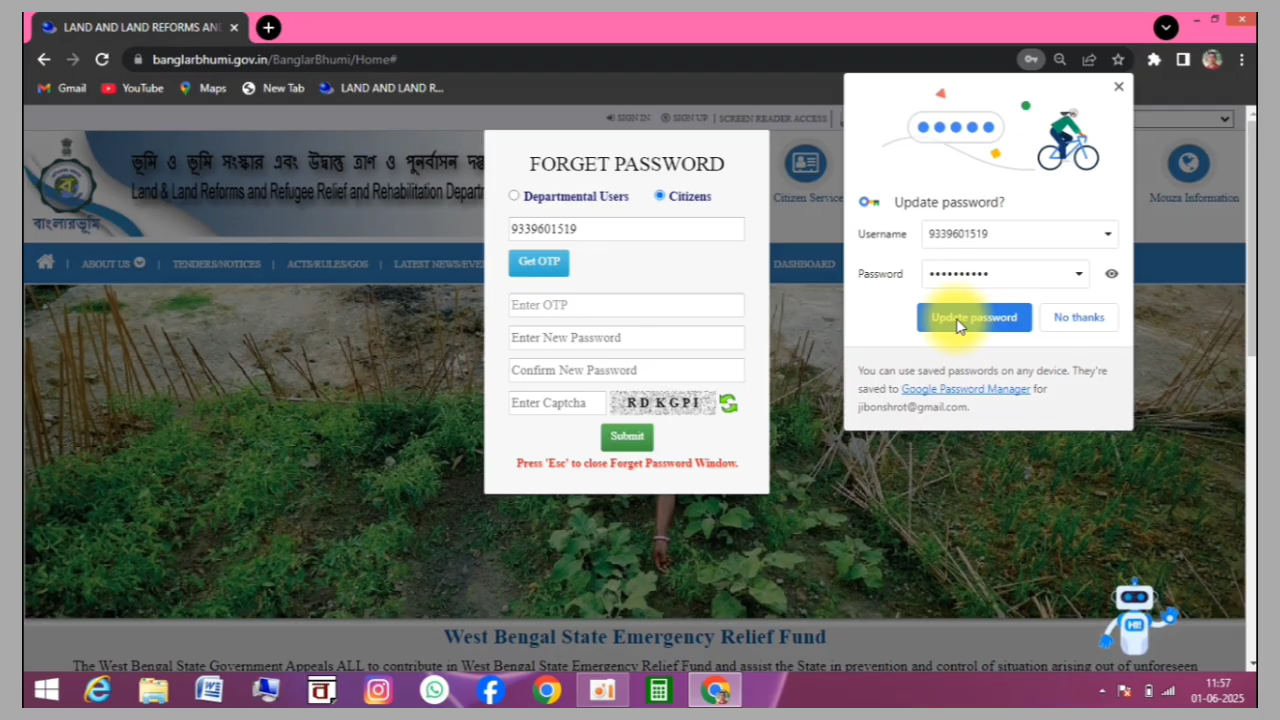 LAND AND LAND REFORMS AN
banglarbhumi.gov.in/BanglarBhumi/Home#
Gmail YouTube Maps New Tab LAND AND LAND R...
SIGN IN SIGN UP | SCREEN READER ACCESS |
ভূমি ও ভূমি সংস্কার এবং উদ্বাস্তু ত্রাণ ও পুনর্বাসন
Land & Land Reforms and Refugee Relief and Rehabilitation Depart
বাংলারভূমি
Citizen Service
Mouza Information
ABOUT US | TENDERS/NOTICES | ACTS/RULES/GOS | LATEST NEWS/EVE
DASHBOARD
FORGET PASSWORD
Departmental Users Citizens
9339601519
Get OTP
Enter OTP
Enter New Password
Confirm New Password
Enter Captcha RDKGPI
Submit
Press 'Esc' to close Forget Password Window.
Update password?
Username 9339601519
Password ••••••••••
Update password No thanks
You can use saved passwords on any device. They're
saved to Google Password Manager for
jibonshrot@gmail.com.
HI!
West Bengal State Emergency Relief Fund
The West Bengal State Government Appeals ALL to contribute in West Bengal State Emergency Relief Fund and assist the State in prevention and control of situation arising out of unforeseen
11:57
01-06-2025